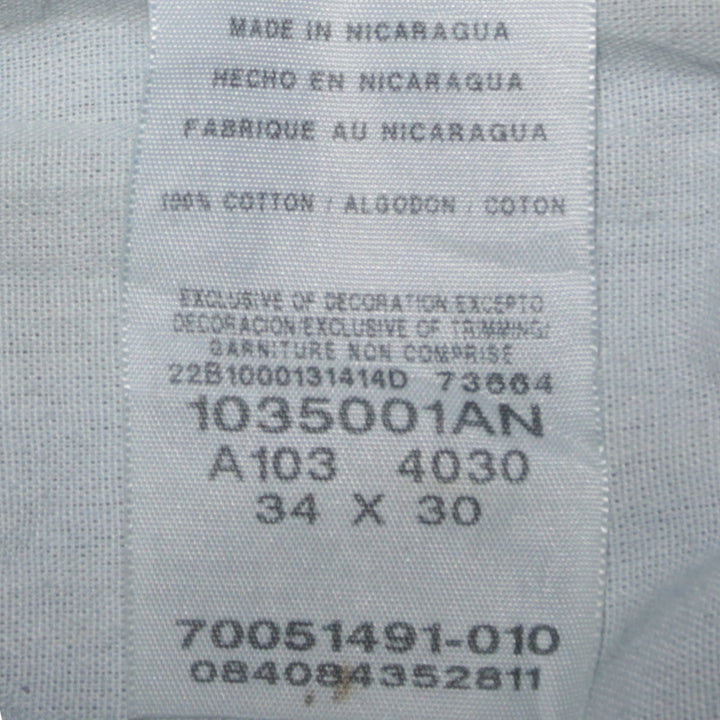 MADE IN NICARAGUA
HECHO EN NICARAGUA
FABRIQUE AU NICARAGUA
100% COTTON / ALGODON / COTON
EXCLUSIVE OF DECORATION EXCEPTO
DECORACION/EXCLUSIVE OF TRIMMING/
GARNITURE NON COMPRISE
22B1000131414D 73664
1035001AN
A103 4030
34 X 30
70051491-010
084084352811